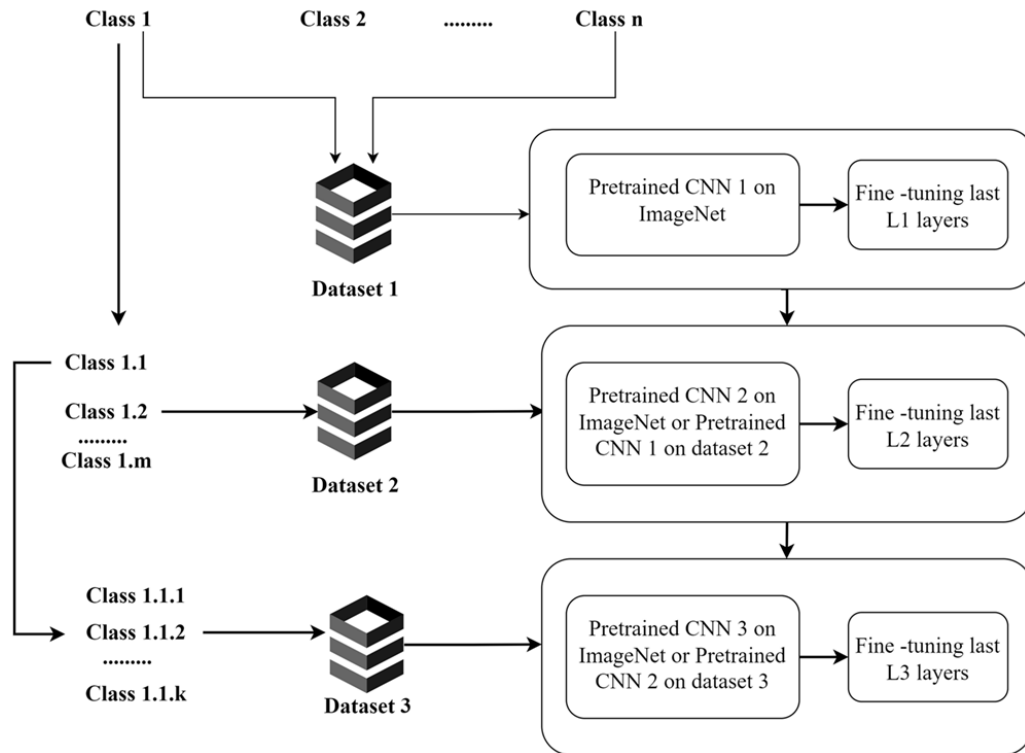 Class 1
Class 2
.........
Class n
Pretrained CNN 1 on
ImageNet
Fine -tuning last
L1 layers
Dataset 1
Class 1.1
Class 1.2
.........
Class 1.m
Dataset 2
Pretrained CNN 2 on
ImageNet or Pretrained
CNN 1 on dataset 2
Fine -tuning last
L2 layers
Class 1.1.1
Class 1.1.2
.........
Class 1.1.k
Dataset 3
Pretrained CNN 3 on
ImageNet or Pretrained
CNN 2 on dataset 3
Fine -tuning last
L3 layers